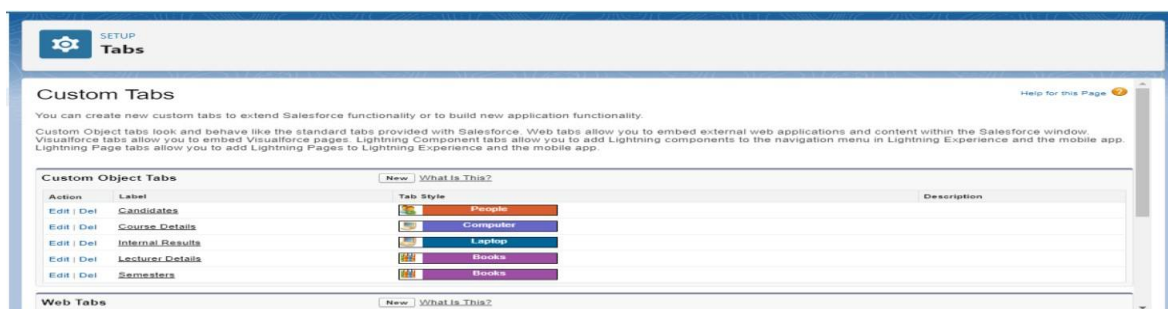 SETUP
Tabs
Custom Tabs
Help for this Page
You can create new custom tabs to extend Salesforce functionality or to build new application functionality.
Custom Object tabs look and behave like the standard tabs provided with Salesforce. Web tabs allow you to embed external web applications and content within the Salesforce window.
Visualforce tabs allow you to embed Visualforce pages. Lightning Component tabs allow you to add Lightning components to the navigation menu in Lightning Experience and the mobile app.
Lightning Page tabs allow you to add Lightning Pages to Lightning Experience and the mobile app.
Custom Object Tabs New What Is This?
Action Label Tab Style Description
Edit | Del Candidates People
Edit | Del Course Details Computer
Edit | Del Internal Results Laptop
Edit | Del Lecturer Details Books
Edit | Del Semesters Books
Web Tabs New What Is This?